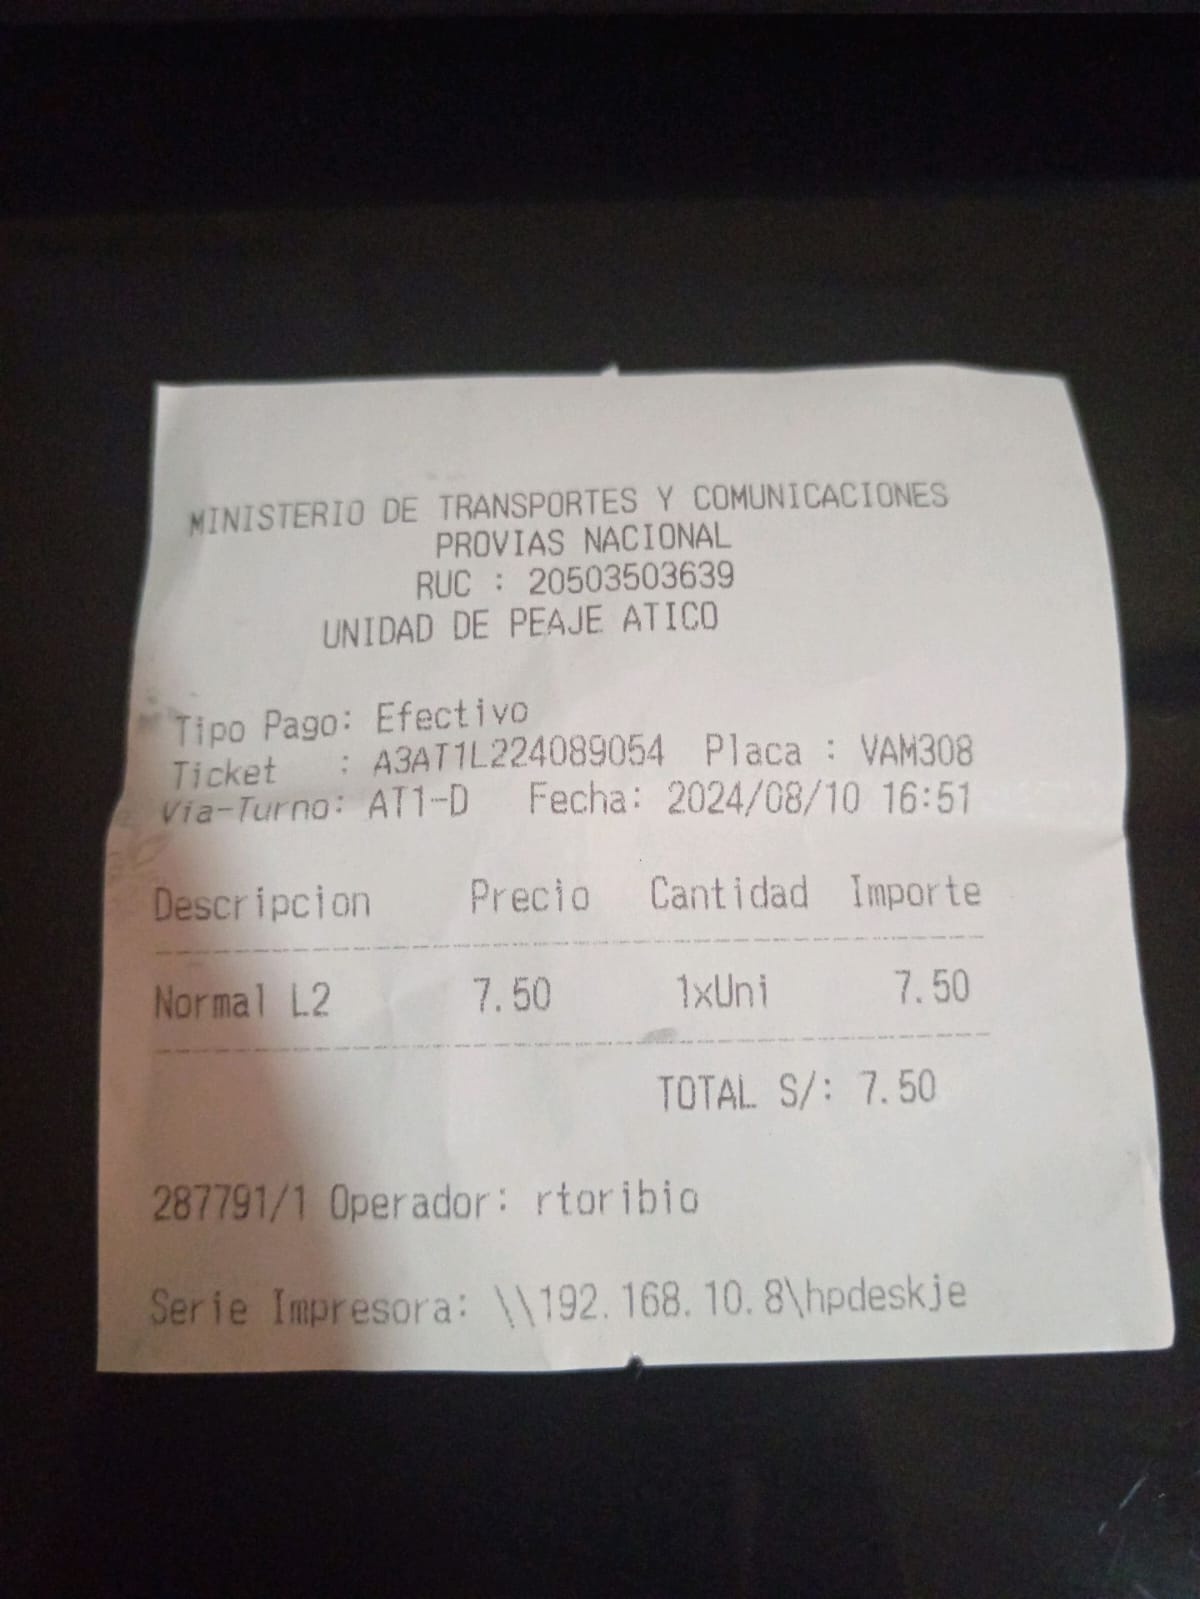 MINISTERIO DE TRANSPORTES Y COMUNICACIONES
PROVIAS NACIONAL
RUC : 20503503639
UNIDAD DE PEAJE ATICO
Tipo Pago: Efectivo
Ticket : A3AT1L224089054 Placa : VAM308
Via-Turno: AT1-D Fecha: 2024/08/10 16:51
Descripcion Precio Cantidad Importe
Normal L2 7.50 1xUni 7.50
TOTAL S/: 7.50
287791/1 Operador: rtoribio
Serie Impresora: \\192.168.10.8\hpdeskje